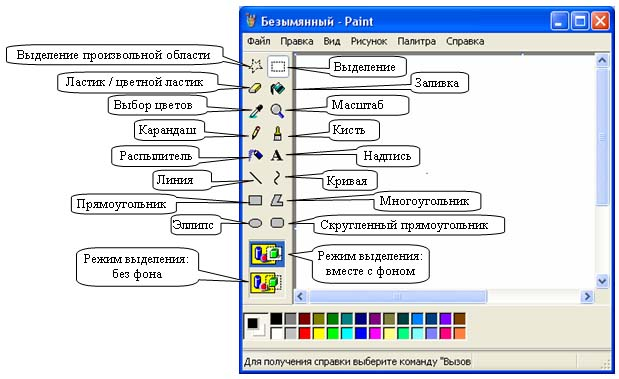 Безымянный - Paint
Файл Правка Вид Рисунок Палитра Справка
Выделение произвольной области
Выделение
Ластик / цветной ластик
Заливка
Выбор цветов
Масштаб
Карандаш
Кисть
Распылитель
Надпись
Линия
Кривая
Прямоугольник
Многоугольник
Эллипс
Скругленный прямоугольник
Режим выделения:
без фона
Режим выделения:
вместе с фоном
Для получения справки выберите команду "Вызов